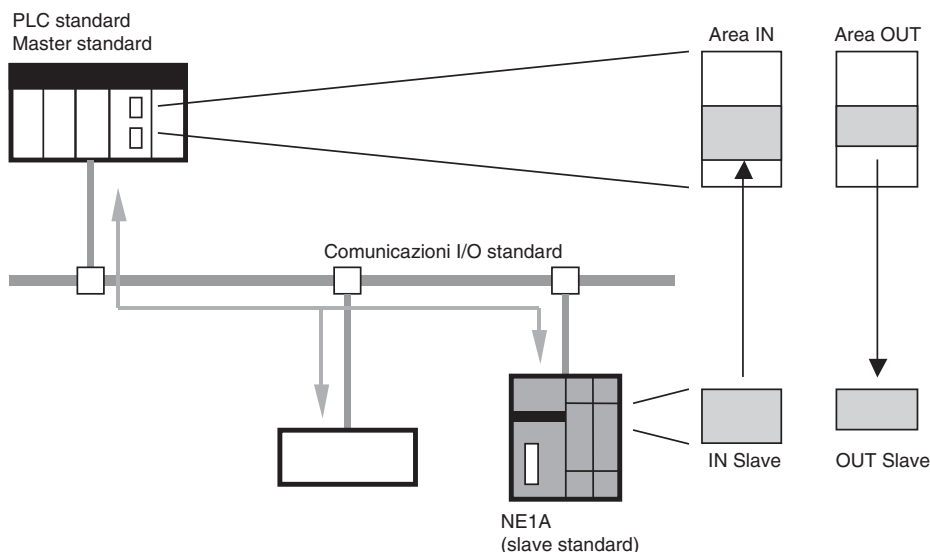 PLC standard
Master standard
Area IN
Area OUT
Comunicazioni I/O standard
IN Slave
OUT Slave
NE1A
(slave standard)